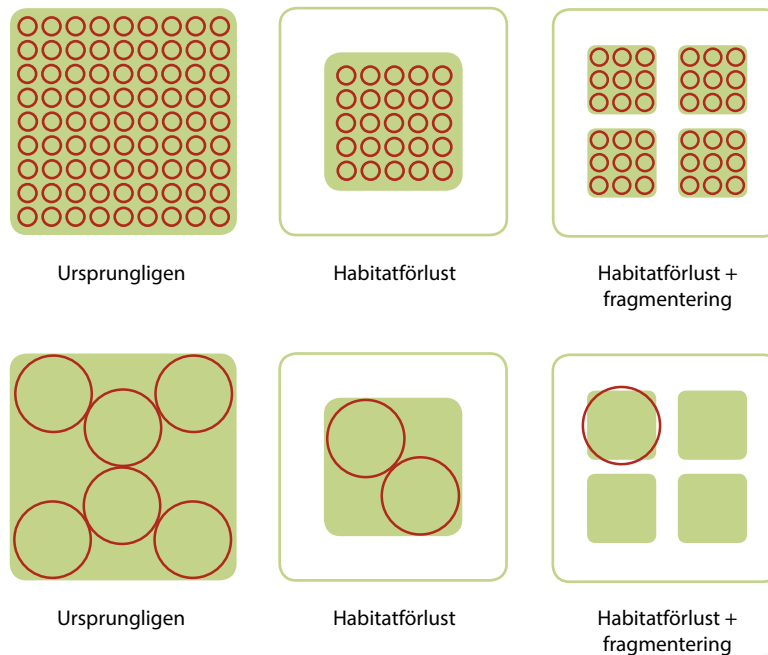 Ursprungligen
Habitatförlust
Habitatförlust +
fragmentering
Ursprungligen
Habitatförlust
Habitatförlust +
fragmentering